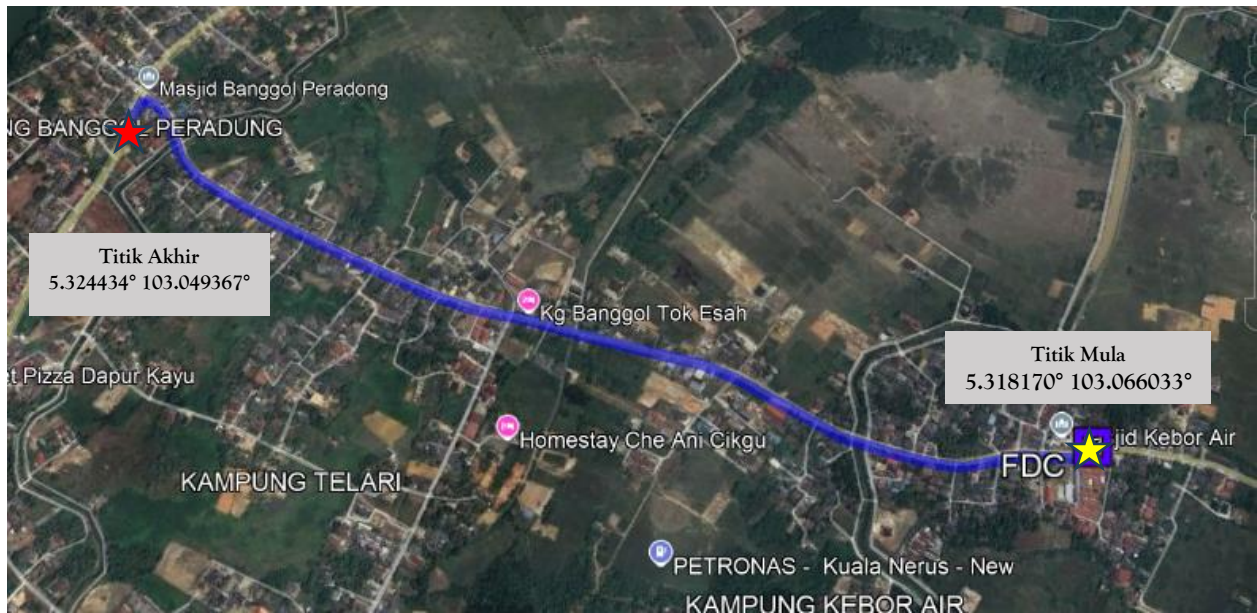 Masjid Banggol Peradong
NG BANGGOL PERADUNG
Titik Akhir
5.324434° 103.049367°
Kg Banggol Tok Esah
Titik Mula
5.318170° 103.066033°
t Pizza Dapur Kayu
Homestay Che Ani Cikgu
sjid Kebor Air
FDC
KAMPUNG TELARI
PETRONAS - Kuala Nerus - New
KAMPUNG KEBOR AIR